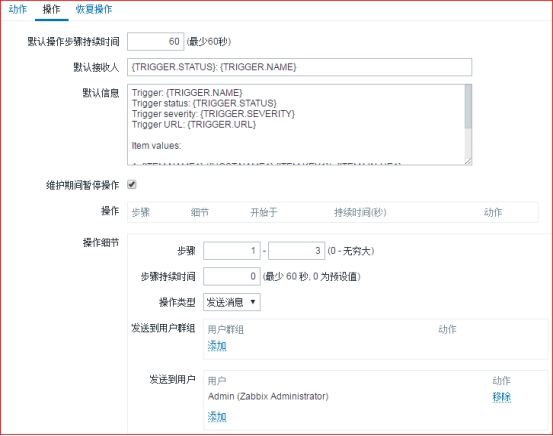 动作 操作 恢复操作
默认操作步骤持续时间 60 (最少60秒)
默认接收人 {TRIGGER.STATUS}: {TRIGGER.NAME}
默认信息 Trigger: {TRIGGER.NAME}
Trigger status: {TRIGGER.STATUS}
Trigger severity: {TRIGGER.SEVERITY}
Trigger URL: {TRIGGER.URL}
Item values:
维护期间暂停操作
操作 步骤 细节 开始于 持续时间(秒) 动作
操作细节
步骤 1 - 3 (0 - 无穷大)
步骤持续时间 0 (最少 60 秒, 0 为预设值)
操作类型 发送消息
发送到用户群组 用户群组 动作
添加
发送到用户 用户 动作
Admin (Zabbix Administrator) 移除
添加